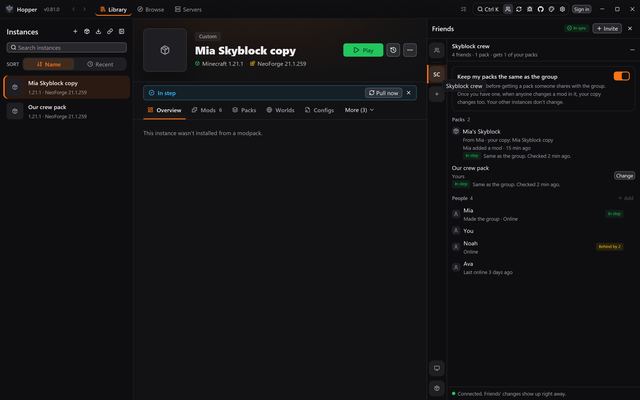 Hopper v0.81.0 Library Browse Servers Ctrl K Sign in
Instances
Search instances
SORT Name Recent
Mia Skyblock copy
1.21.1 · NeoForge 21.1.259
Our crew pack
1.21.1 · NeoForge 21.1.259
Custom
Mia Skyblock copy
Minecraft 1.21.1 NeoForge 21.1.259
Play
In step
Pull now
Overview Mods 6 Packs Worlds Configs More (3)
This instance wasn't installed from a modpack.
Friends
In sync
Invite
SC
Skyblock crew
4 friends · 1 pack · gets 1 of your packs
Keep my packs the same as the group
Skyblock crew
before getting a pack someone shares with the group.
Once you have one, when anyone changes a mod in it, your copy
changes too. Your other instances don't change.
Packs 2
Mia's Skyblock
From Mia · your copy: Mia Skyblock copy
Mia added a mod · 15 min ago
In step Same as the group. Checked 2 min ago.
Our crew pack
Yours
In step Same as the group. Checked 2 min ago.
Change
People 4
Add
Mia
Made the group · Online
In step
You
Noah
Online
Behind by 2
Ava
Last online 3 days ago
Connected. Friends' changes show up right away.